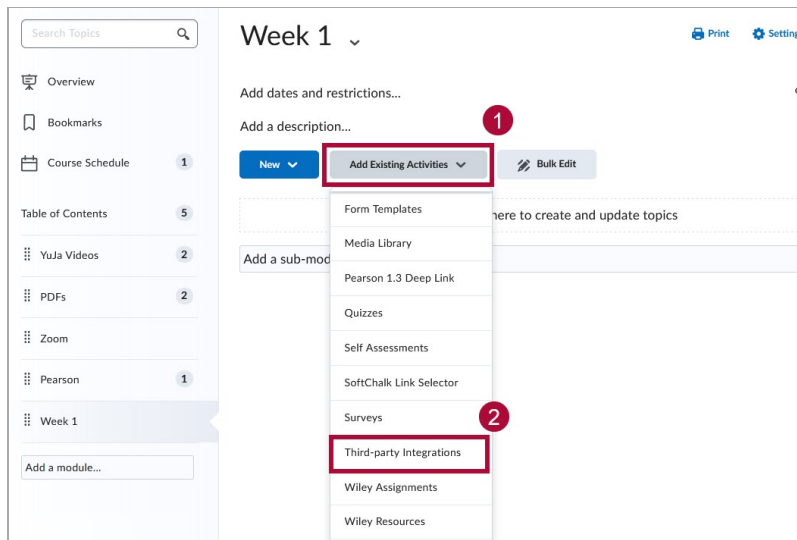 Search Topics
Overview
Bookmarks
Course Schedule 1
Table of Contents 5
YuJa Videos 2
PDFs 2
Zoom
Pearson 1
Week 1
Add a module...
Week 1
Print
Setting
Add dates and restrictions...
Add a description...
1
New
Add Existing Activities
Bulk Edit
here to create and update topics
Add a sub-mod
Form Templates
Media Library
Pearson 1.3 Deep Link
Quizzes
Self Assessments
SoftChalk Link Selector
Surveys
2
Third-party Integrations
Wiley Assignments
Wiley Resources